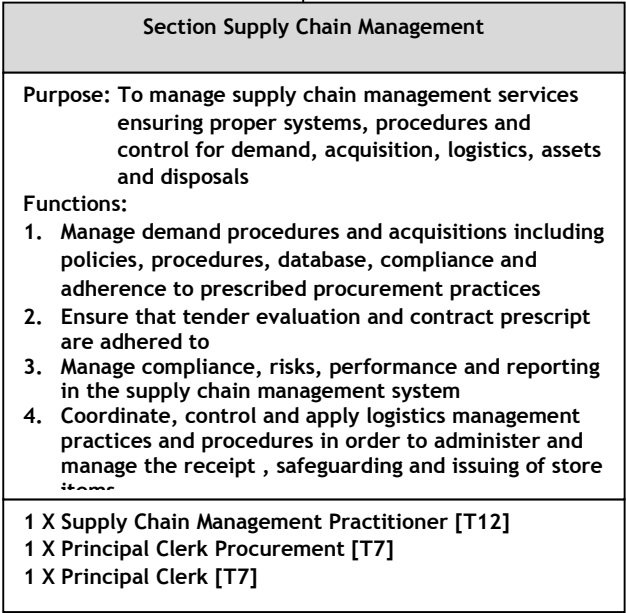 Section Supply Chain Management
Purpose: To manage supply chain management services
ensuring proper systems, procedures and
control for demand, acquisition, logistics, assets
and disposals
Functions:
1. Manage demand procedures and acquisitions including
policies, procedures, database, compliance and
adherence to prescribed procurement practices
2. Ensure that tender evaluation and contract prescript
are adhered to
3. Manage compliance, risks, performance and reporting
in the supply chain management system
4. Coordinate, control and apply logistics management
practices and procedures in order to administer and
manage the receipt , safeguarding and issuing of store
items
1 X Supply Chain Management Practitioner [T12]
1 X Principal Clerk Procurement [T7]
1 X Principal Clerk [T7]